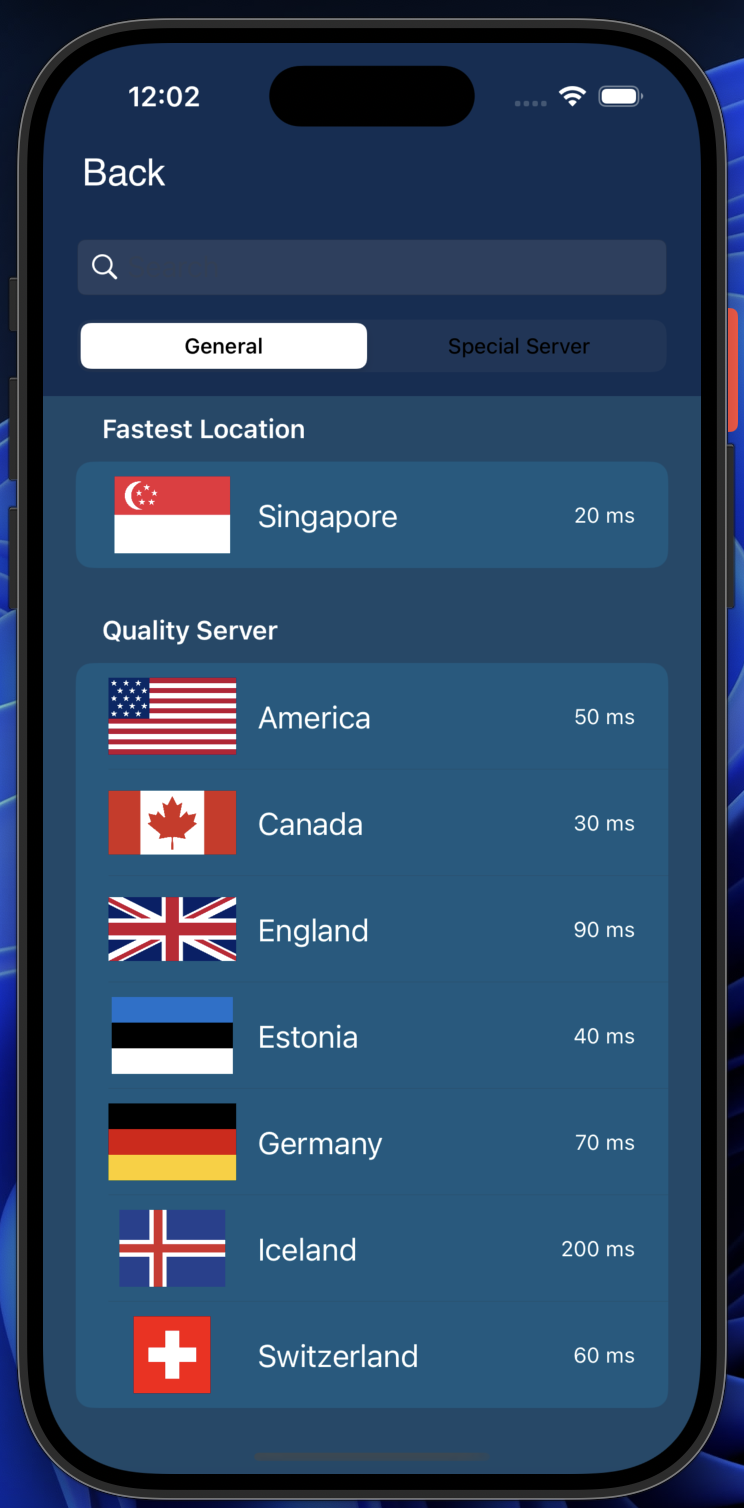 12:02
Back
General
Special Server
Fastest Location
Singapore
20 ms
Quality Server
America
50 ms
Canada
30 ms
England
90 ms
Estonia
40 ms
Germany
70 ms
Iceland
200 ms
Switzerland
60 ms